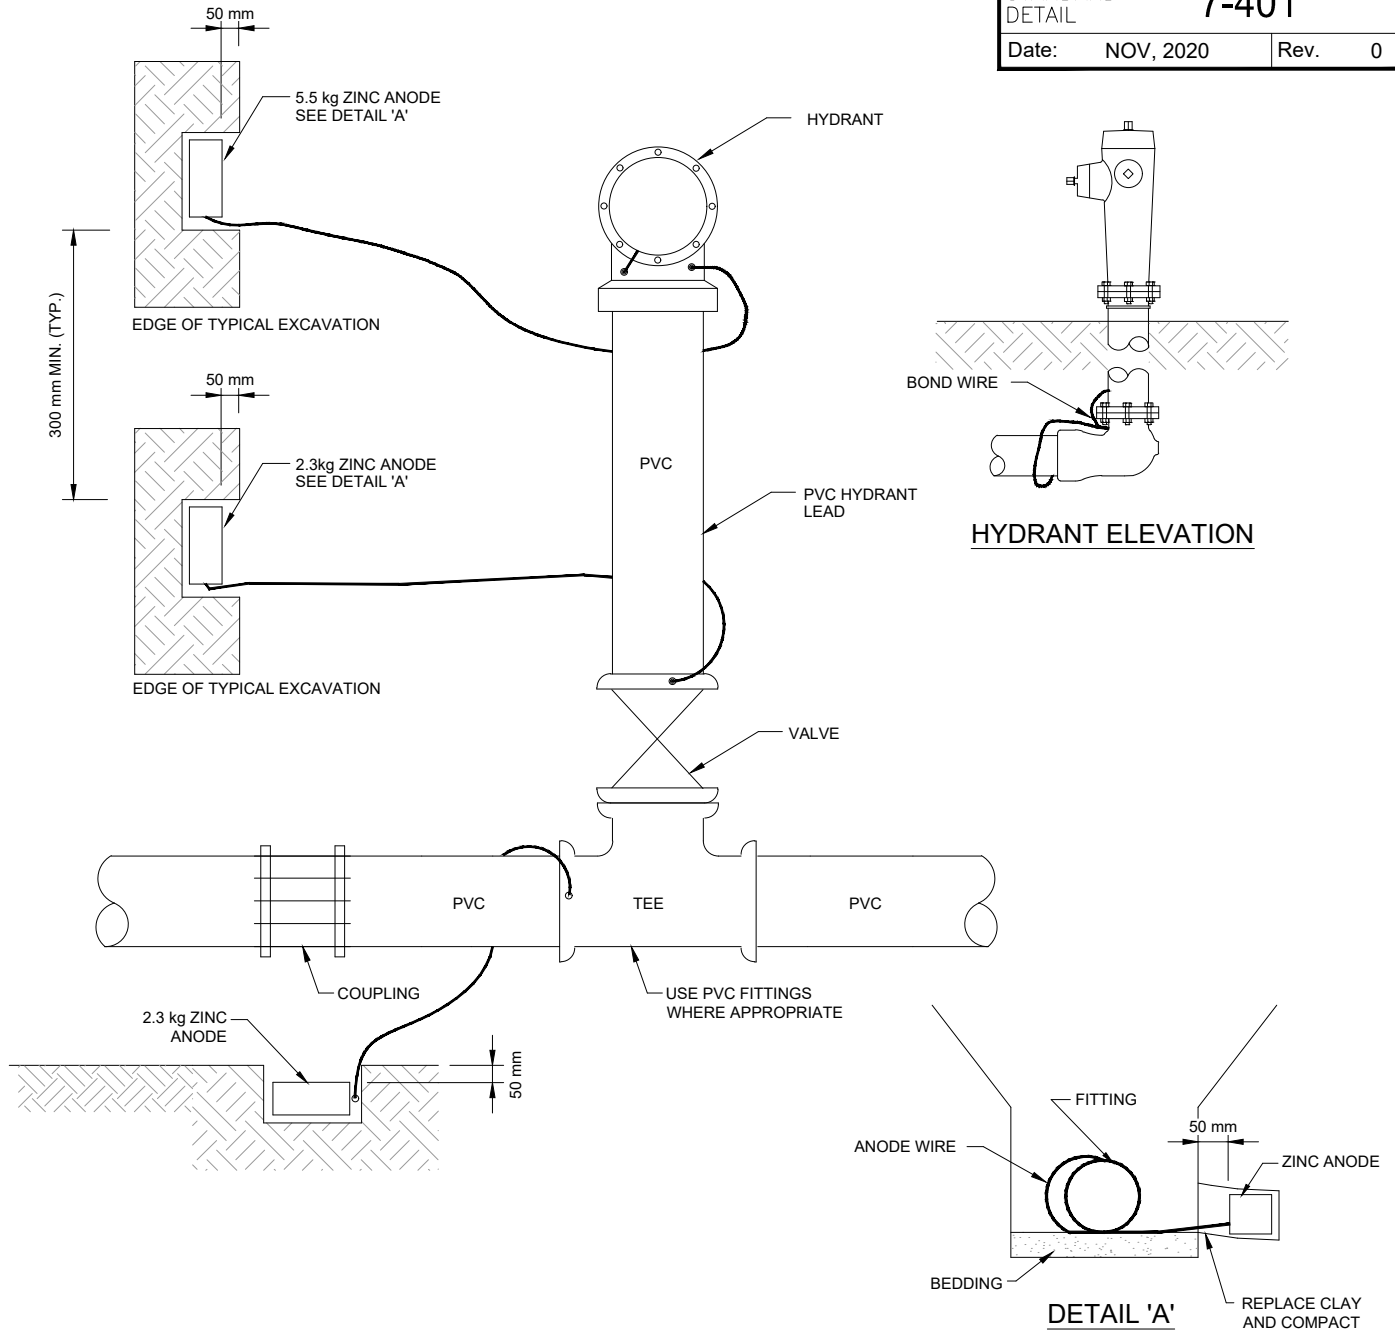 DETAIL
7-401
Date: NOV, 2020 Rev. 0
50 mm
5.5 kg ZINC ANODE
SEE DETAIL 'A'
HYDRANT
300 mm MIN. (TYP.)
EDGE OF TYPICAL EXCAVATION
50 mm
BOND WIRE
2.3kg ZINC ANODE
SEE DETAIL 'A'
PVC
PVC HYDRANT
LEAD
HYDRANT ELEVATION
EDGE OF TYPICAL EXCAVATION
VALVE
PVC
TEE
PVC
COUPLING
USE PVC FITTINGS
WHERE APPROPRIATE
2.3 kg ZINC
ANODE
50 mm
FITTING
50 mm
ANODE WIRE
ZINC ANODE
BEDDING
REPLACE CLAY
AND COMPACT
DETAIL 'A'